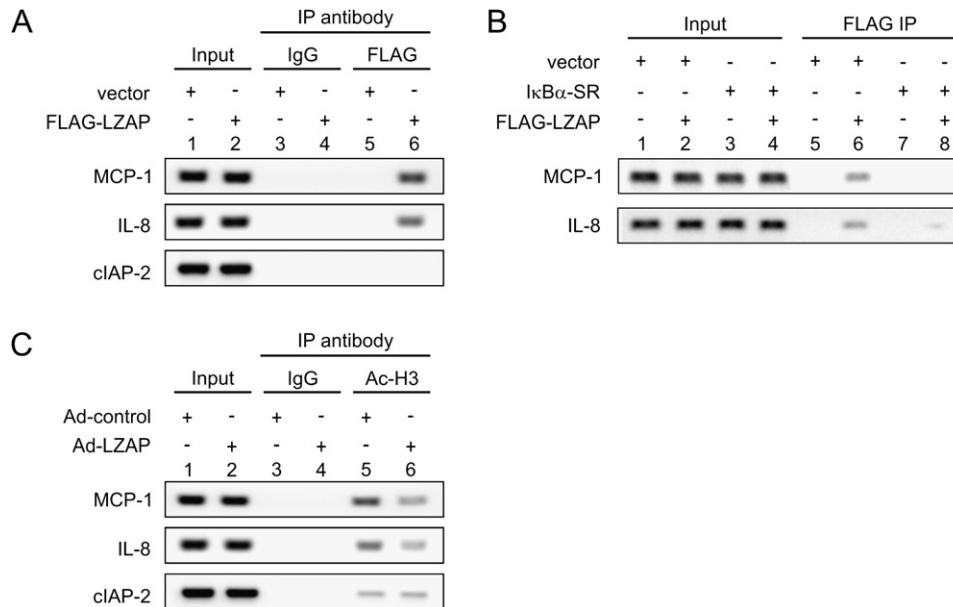 A
IP antibody
Input IgG FLAG
vector + - + - + -
FLAG-LZAP - + - + - +
1 2 3 4 5 6
MCP-1
IL-8
cIAP-2
B
Input FLAG IP
vector + + - - + + - -
IκBα-SR - - + + - - + +
FLAG-LZAP - + - + - + - +
1 2 3 4 5 6 7 8
MCP-1
IL-8
C
IP antibody
Input IgG Ac-H3
Ad-control + - + - + -
Ad-LZAP - + - + - +
1 2 3 4 5 6
MCP-1
IL-8
cIAP-2